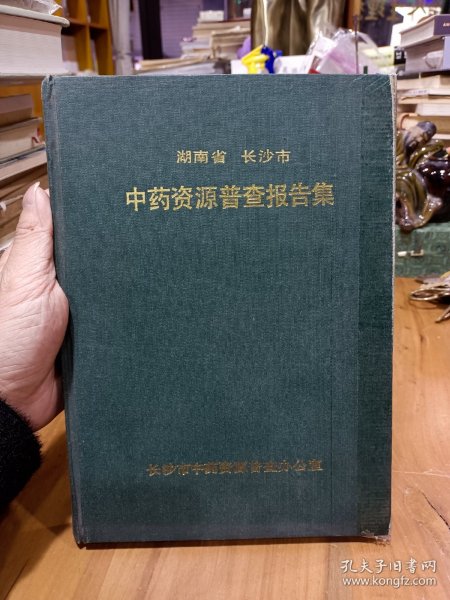 湖南省 长沙市
中药资源普查报告集
长沙市中药资源普查办公室
孔夫子旧书网
www.kongfz.com